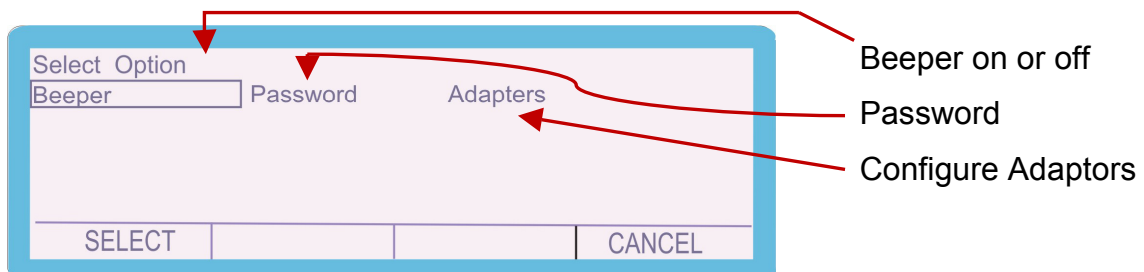 Select Option
Beeper Password Adapters
SELECT CANCEL
Beeper on or off
Password
Configure Adaptors